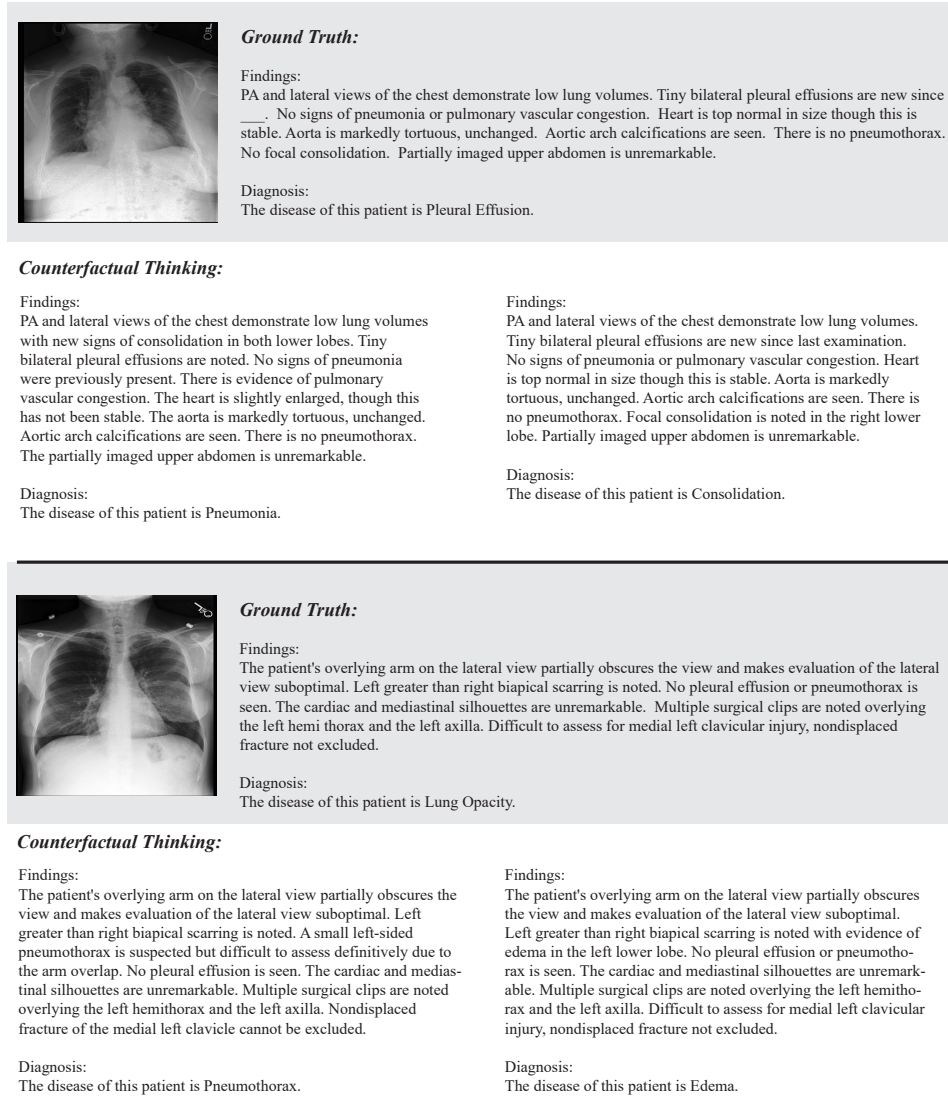 Ground Truth:
Findings:
PA and lateral views of the chest demonstrate low lung volumes. Tiny bilateral pleural effusions are new since
___. No signs of pneumonia or pulmonary vascular congestion. Heart is top normal in size though this is
stable. Aorta is markedly tortuous, unchanged. Aortic arch calcifications are seen. There is no pneumothorax.
No focal consolidation. Partially imaged upper abdomen is unremarkable.
Diagnosis:
The disease of this patient is Pleural Effusion.
Counterfactual Thinking:
Findings:
PA and lateral views of the chest demonstrate low lung volumes
with new signs of consolidation in both lower lobes. Tiny
bilateral pleural effusions are noted. No signs of pneumonia
were previously present. There is evidence of pulmonary
vascular congestion. The heart is slightly enlarged, though this
has not been stable. The aorta is markedly tortuous, unchanged.
Aortic arch calcifications are seen. There is no pneumothorax.
The partially imaged upper abdomen is unremarkable.
Diagnosis:
The disease of this patient is Pneumonia.
Findings:
PA and lateral views of the chest demonstrate low lung volumes.
Tiny bilateral pleural effusions are new since last examination.
No signs of pneumonia or pulmonary vascular congestion. Heart
is top normal in size though this is stable. Aorta is markedly
tortuous, unchanged. Aortic arch calcifications are seen. There is
no pneumothorax. Focal consolidation is noted in the right lower
lobe. Partially imaged upper abdomen is unremarkable.
Diagnosis:
The disease of this patient is Consolidation.
Ground Truth:
Findings:
The patient's overlying arm on the lateral view partially obscures the view and makes evaluation of the lateral
view suboptimal. Left greater than right biapical scarring is noted. No pleural effusion or pneumothorax is
seen. The cardiac and mediastinal silhouettes are unremarkable. Multiple surgical clips are noted overlying
the left hemi thorax and the left axilla. Difficult to assess for medial left clavicular injury, nondisplaced
fracture not excluded.
Diagnosis:
The disease of this patient is Lung Opacity.
Counterfactual Thinking:
Findings:
The patient's overlying arm on the lateral view partially obscures the
view and makes evaluation of the lateral view suboptimal. Left
greater than right biapical scarring is noted. A small left-sided
pneumothorax is suspected but difficult to assess definitively due to
the arm overlap. No pleural effusion is seen. The cardiac and medias-
tinal silhouettes are unremarkable. Multiple surgical clips are noted
overlying the left hemithorax and the left axilla. Nondisplaced
fracture of the medial left clavicle cannot be excluded.
Diagnosis:
The disease of this patient is Pneumothorax.
Findings:
The patient's overlying arm on the lateral view partially obscures
the view and makes evaluation of the lateral view suboptimal.
Left greater than right biapical scarring is noted with evidence of
edema in the left lower lobe. No pleural effusion or pneumotho-
rax is seen. The cardiac and mediastinal silhouettes are unremark-
able. Multiple surgical clips are noted overlying the left hemitho-
rax and the left axilla. Difficult to assess for medial left clavicular
injury, nondisplaced fracture not excluded.
Diagnosis:
The disease of this patient is Edema.